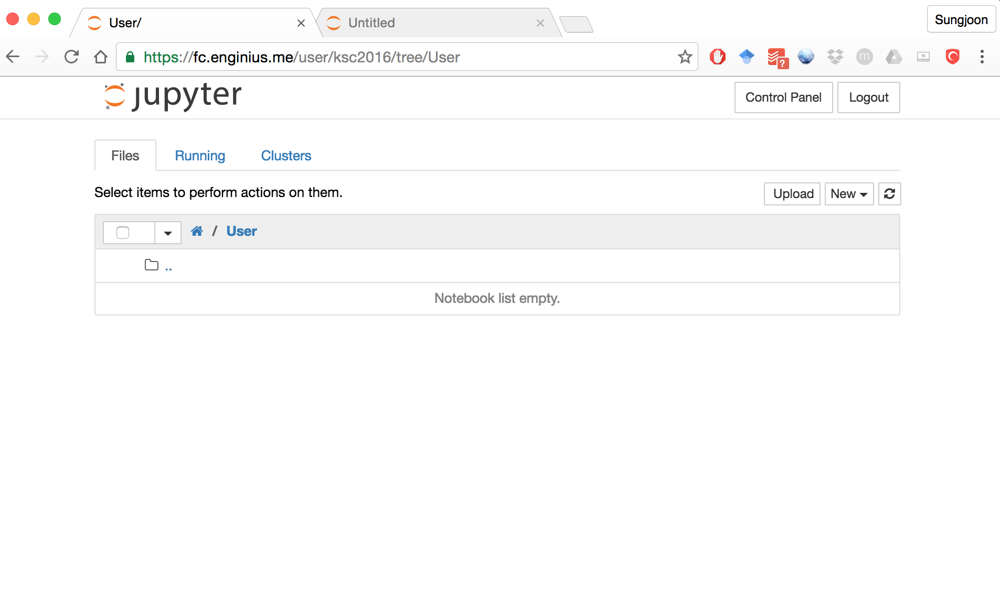 User/
Untitled
Sungjoon
https://fc.enginius.me/user/ksc2016/tree/User
?
m
N
jupyter
Control Panel
Logout
Files
Running
Clusters
Select items to perform actions on them.
Upload
New
/ User
..
Notebook list empty.